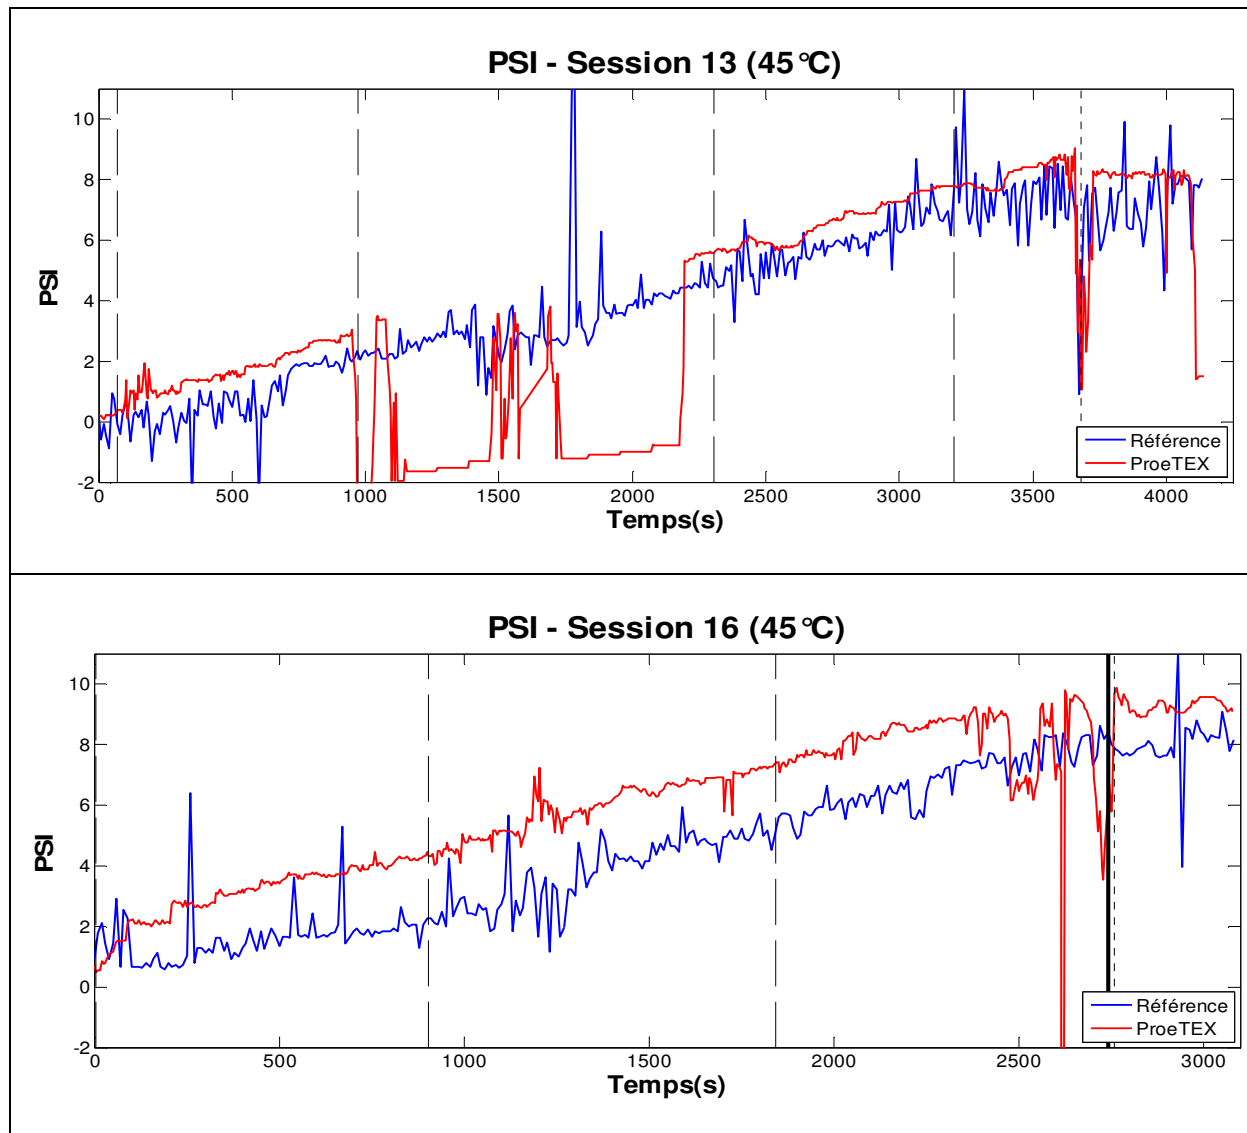 PSI - Session 13 (45°C)
10
8
6
4
2
0
-2
PSI
0 500 1000 1500 2000 2500 3000 3500 4000
Temps(s)
Référence
ProeTEX
PSI - Session 16 (45°C)
10
8
6
4
2
0
-2
PSI
0 500 1000 1500 2000 2500 3000
Temps(s)
Référence
ProeTEX